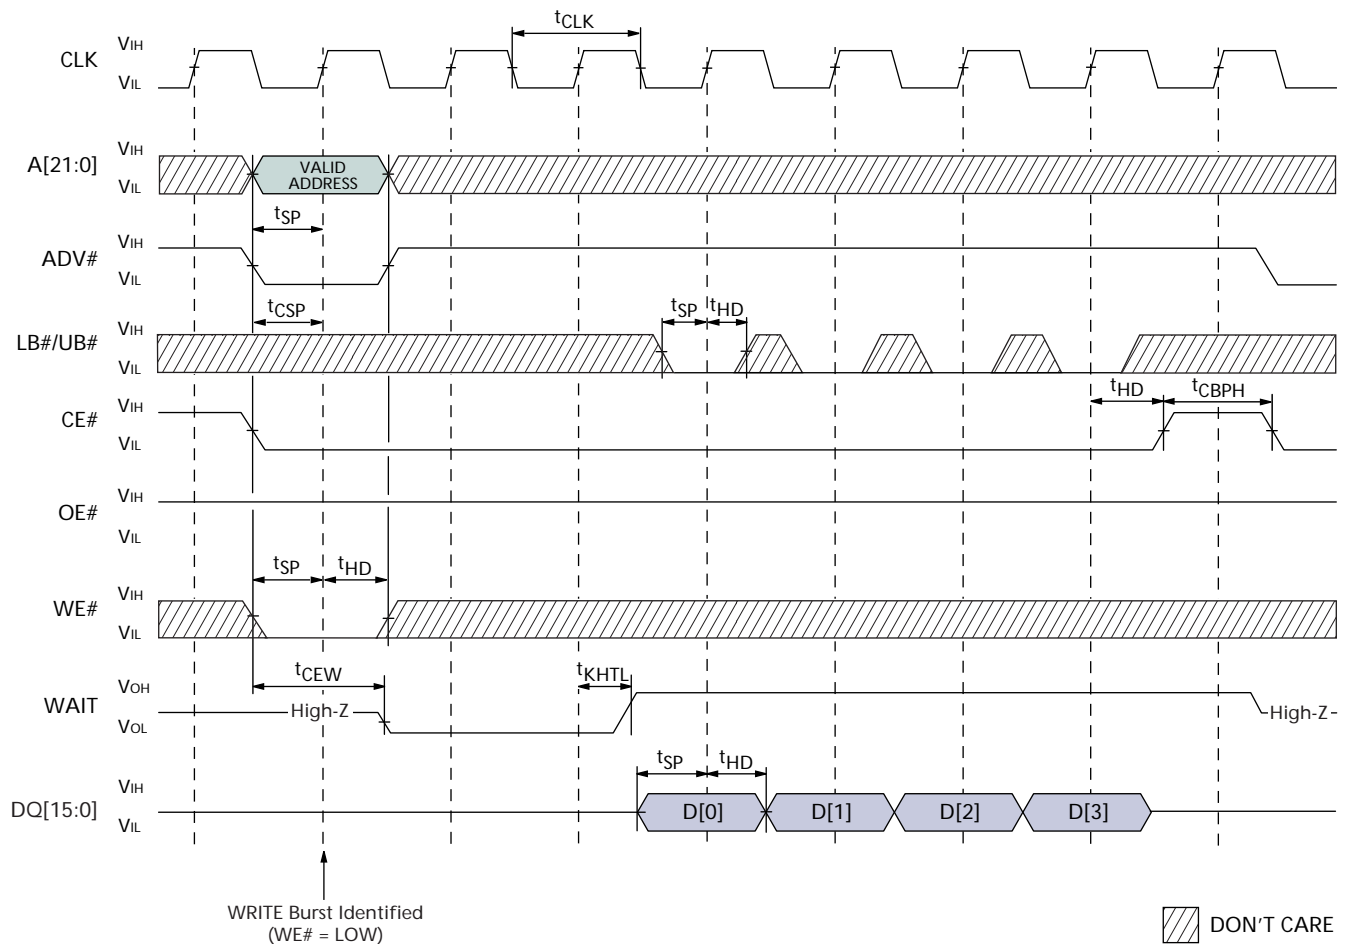 tCLK
CLK
VIH
VIL
A[21:0]
VIH
VIL
VALID
ADDRESS
tSP
ADV#
VIH
VIL
tCSP
tSP
tHD
LB#/UB#
VIH
VIL
tHD
tCBPH
CE#
VIH
VIL
OE#
VIH
VIL
tSP
tHD
WE#
VIH
VIL
tCEW
tKHTL
WAIT
VOH
VOL
High-Z
High-Z
tSP
tHD
DQ[15:0]
VIH
VIL
D[0]
D[1]
D[2]
D[3]
WRITE Burst Identified
(WE# = LOW)
DON'T CARE